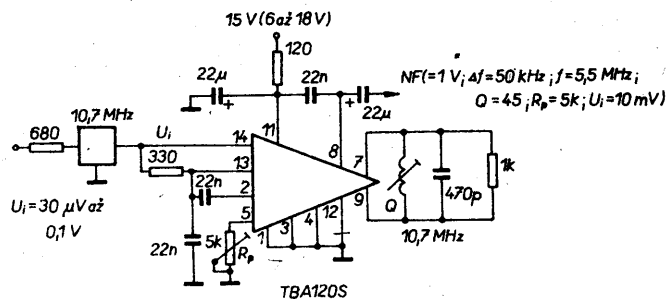 15 V (6 až 18 V)
120
22µ
+
22n
+
22µ
NF(=1 V; Δf=50 kHz; f=5,5 MHz;
Q=45; Rp=5k; Ui=10 mV)
10,7 MHz
680
Ui
330
14
13
2
5
11
8
7
9
12
4
3
1
22n
22n
5k
Rp
Q
470p
1k
10,7 MHz
Ui = 30 µV až
0,1 V
TBA120S